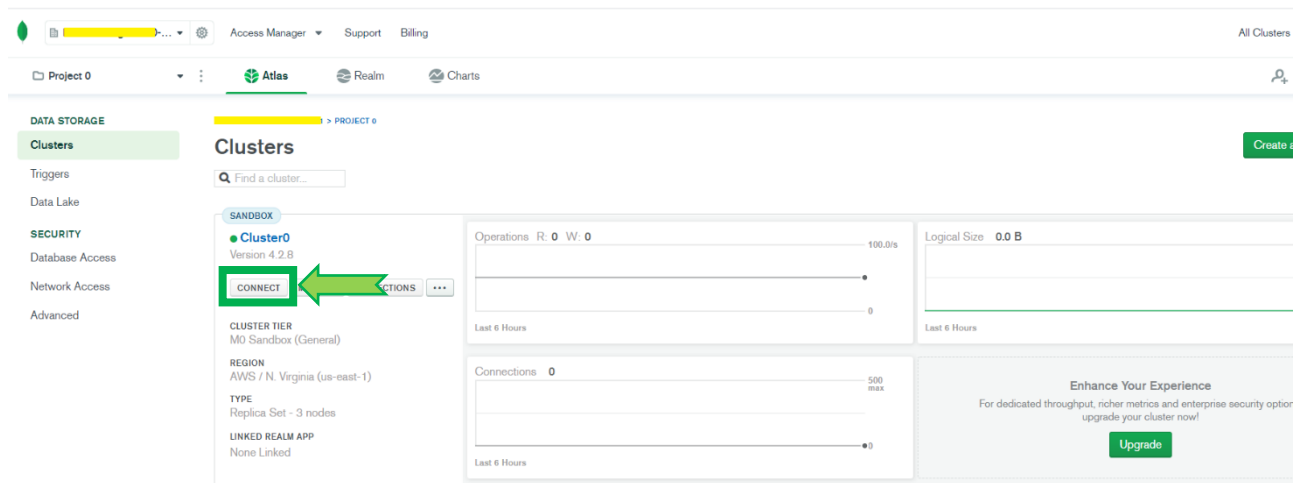 Access Manager Support Billing All Clusters
Project 0 Atlas Realm Charts
DATA STORAGE
Clusters
Triggers
Data Lake
SECURITY
Database Access
Network Access
Advanced
> PROJECT 0
Clusters
Create a
Find a cluster...
SANDBOX
Cluster0
Version 4.2.8
CONNECT
...
CLUSTER TIER
M0 Sandbox (General)
REGION
AWS / N. Virginia (us-east-1)
TYPE
Replica Set - 3 nodes
LINKED REALM APP
None Linked
Operations R: 0 W: 0
100.0/s
0
Last 6 Hours
Logical Size 0.0 B
Last 6 Hours
Connections 0
500
max
0
Last 6 Hours
Enhance Your Experience
For dedicated throughput, richer metrics and enterprise security option
upgrade your cluster now!
Upgrade